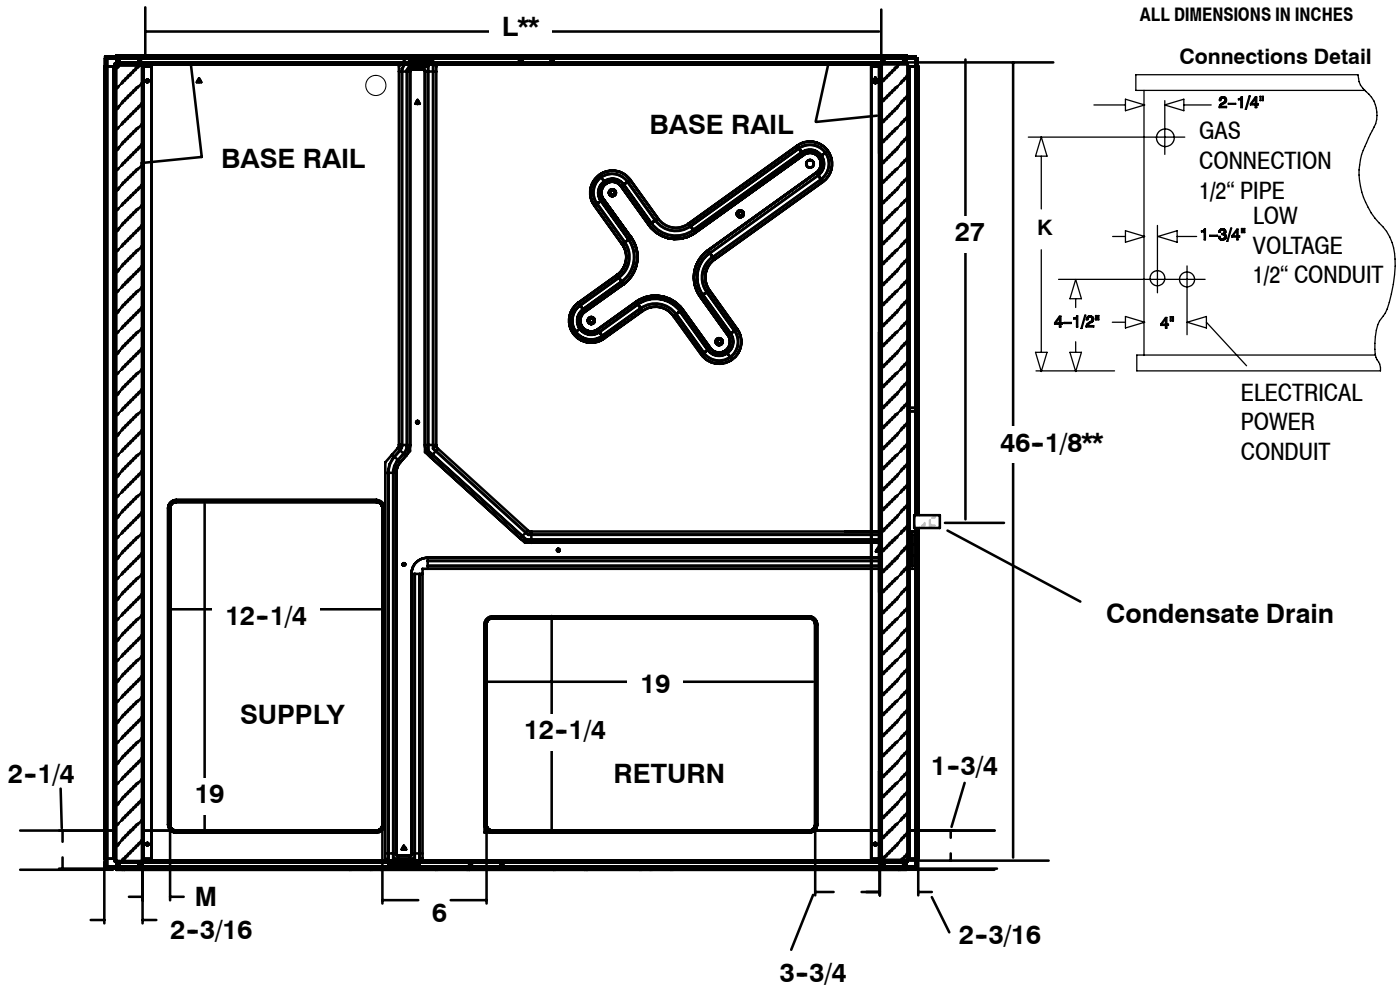 ALL DIMENSIONS IN INCHES
L**
Connections Detail
2-1/4"
GAS
CONNECTION
1/2“ PIPE
LOW
VOLTAGE
1/2“ CONDUIT
K
1-3/4"
4-1/2"
4"
ELECTRICAL
POWER
CONDUIT
BASE RAIL
BASE RAIL
27
46-1/8**
Condensate Drain
12-1/4
SUPPLY
19
19
12-1/4
RETURN
2-1/4
1-3/4
M
2-3/16
6
3-3/4
2-3/16